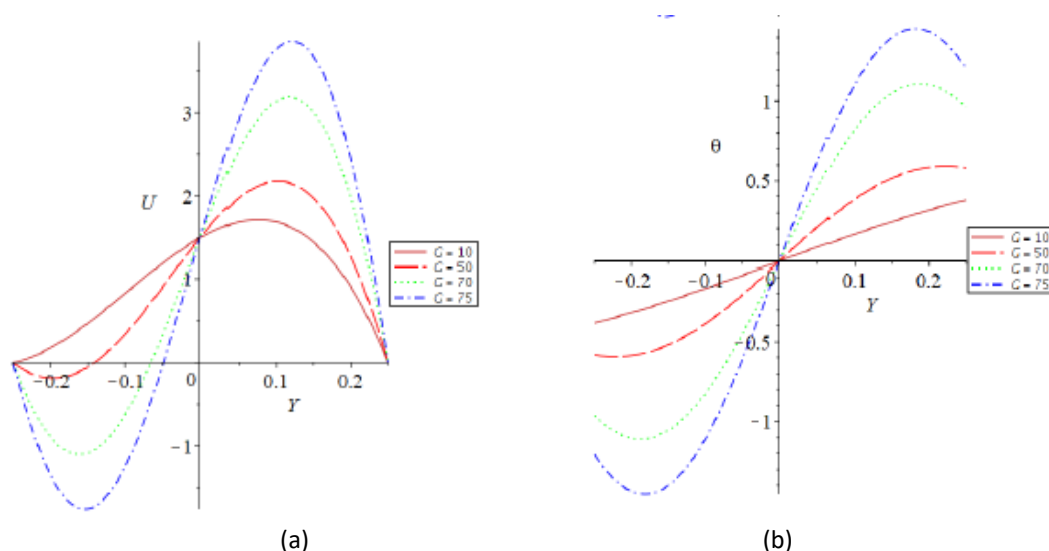 3
2
U
1
-0.2 -0.1 0 0.1 0.2
Y
-1
G = 10
G = 50
G = 70
G = 75
(a)
1
θ
0.5
-0.2 -0.1 0 0.1 0.2
Y
-0.5
-1
G = 10
G = 50
G = 70
G = 75
(b)